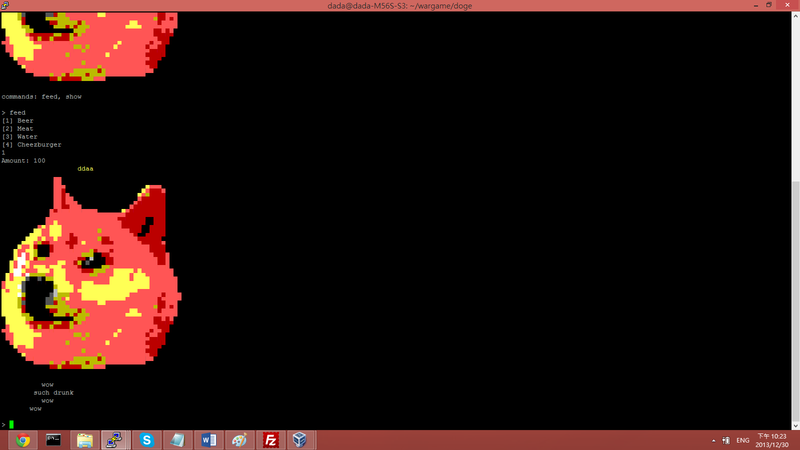 dada@dada-M56S-S3: ~/wargame/doge
commands: feed, show
> feed
[1] Beer
[2] Meat
[3] Water
[4] Cheezburger
1
Amount: 100
ddaa
wow
such drunk
wow
wow
>
ENG
下午 10:23
2013/12/30